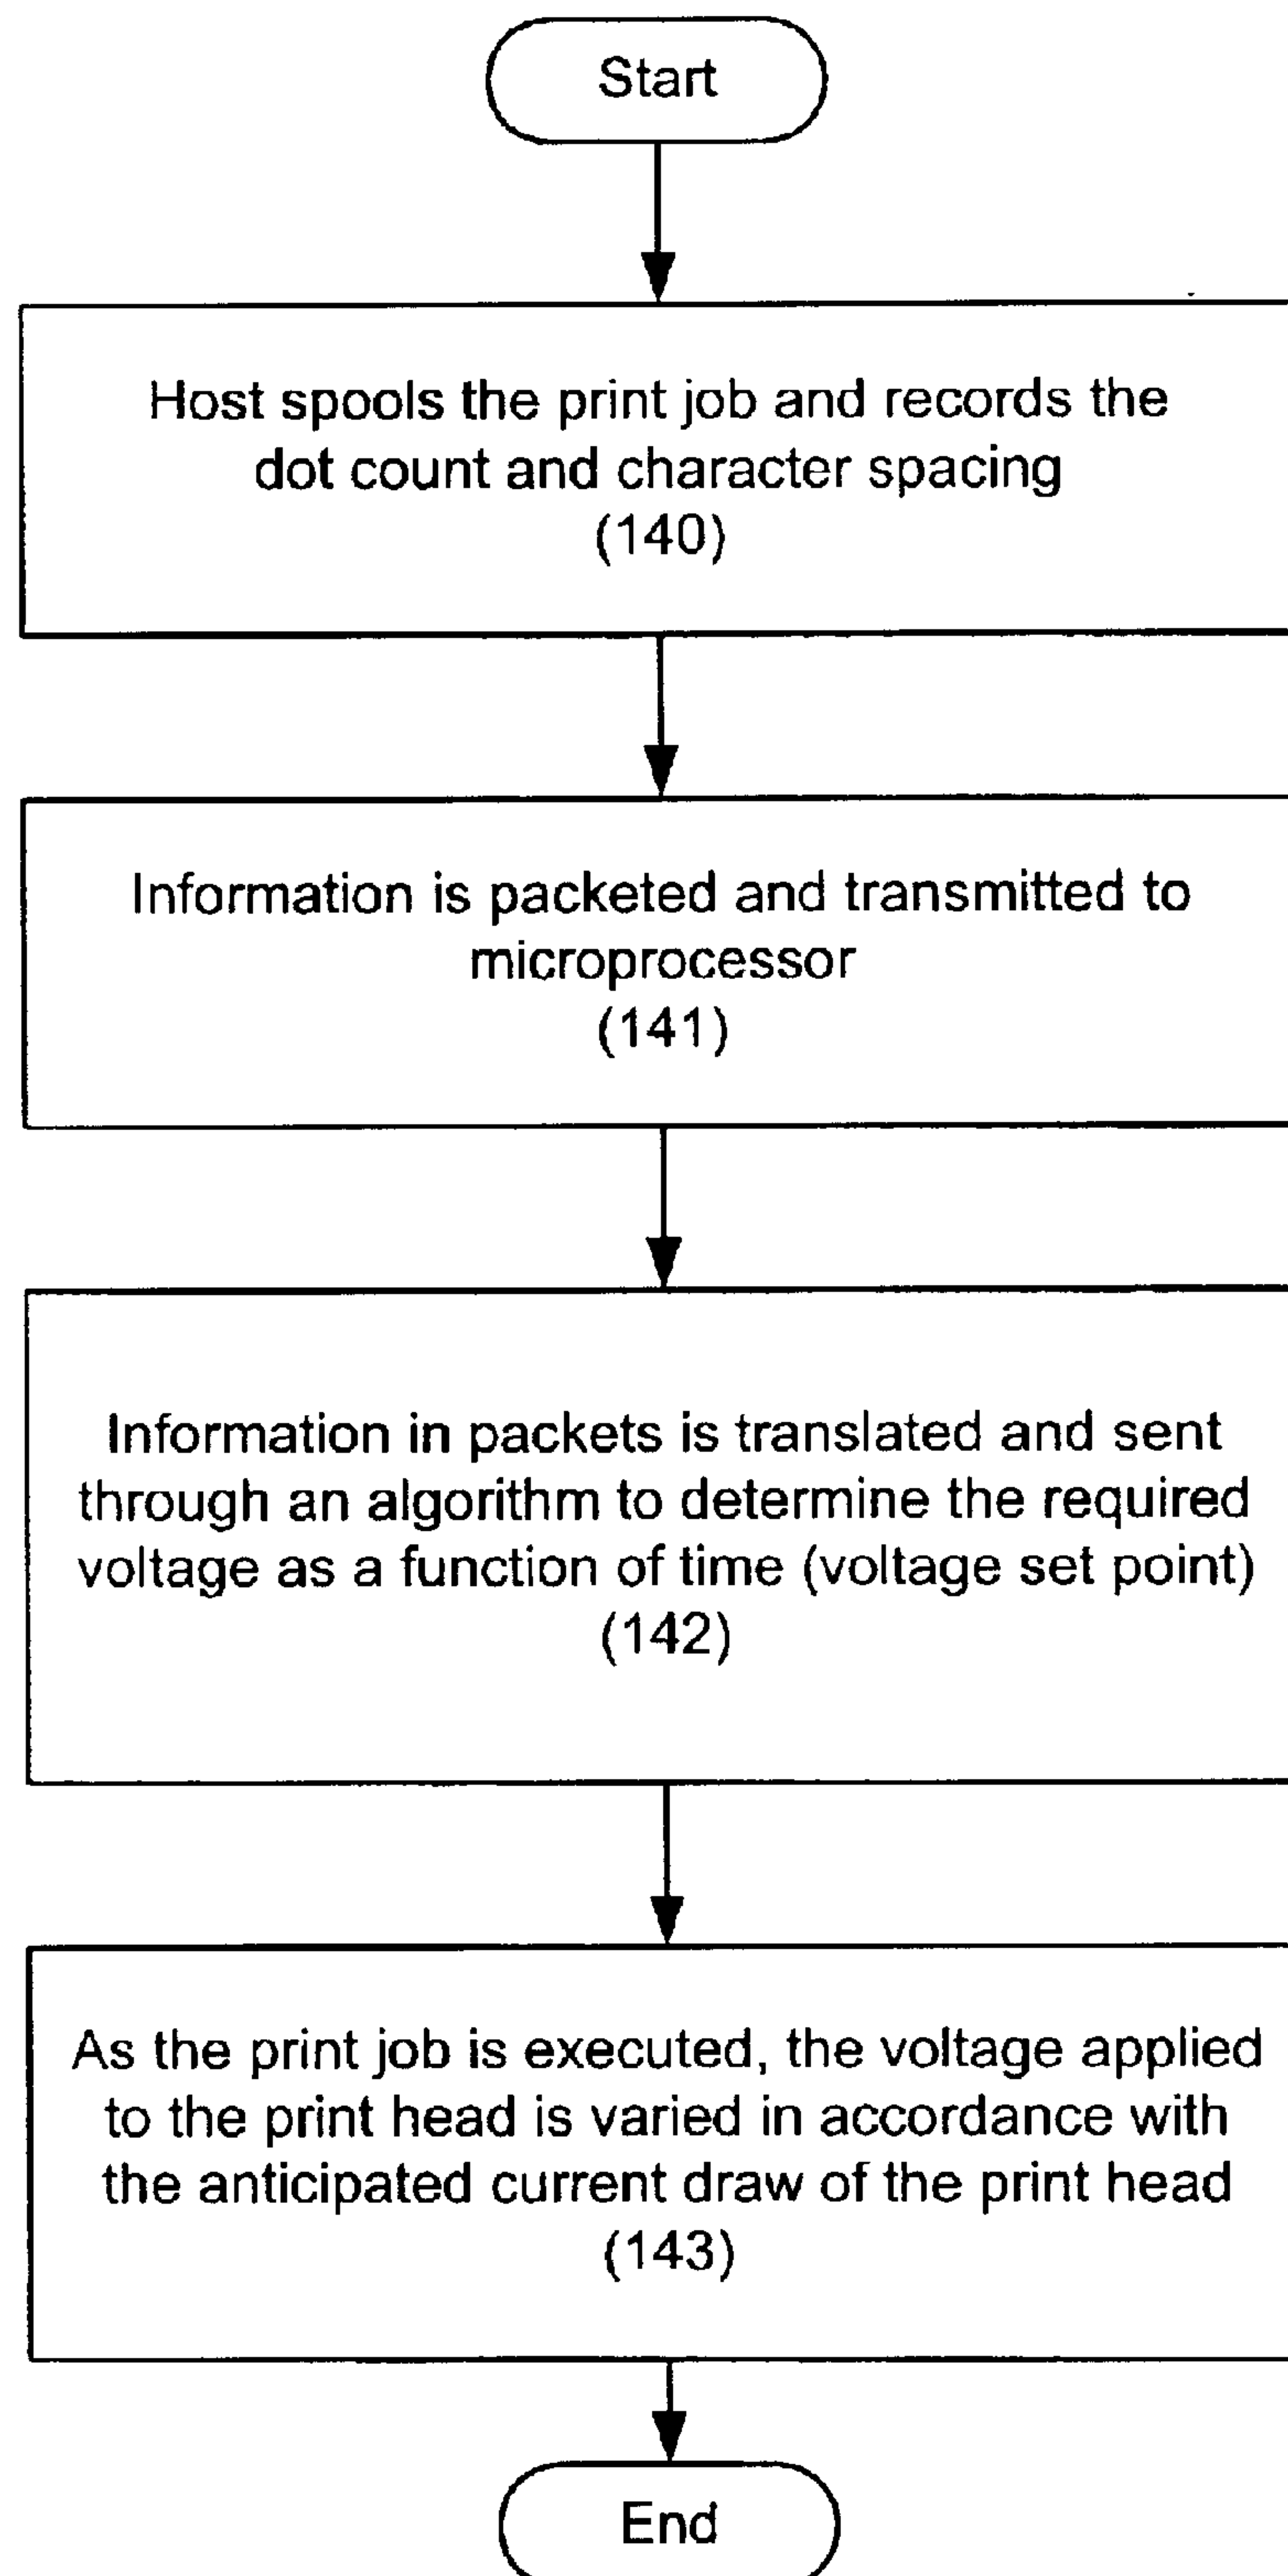 Start
Host spools the print job and records the
dot count and character spacing
(140)
Information is packeted and transmitted to
microprocessor
(141)
Information in packets is translated and sent
through an algorithm to determine the required
voltage as a function of time (voltage set point)
(142)
As the print job is executed, the voltage applied
to the print head is varied in accordance with
the anticipated current draw of the print head
(143)
End